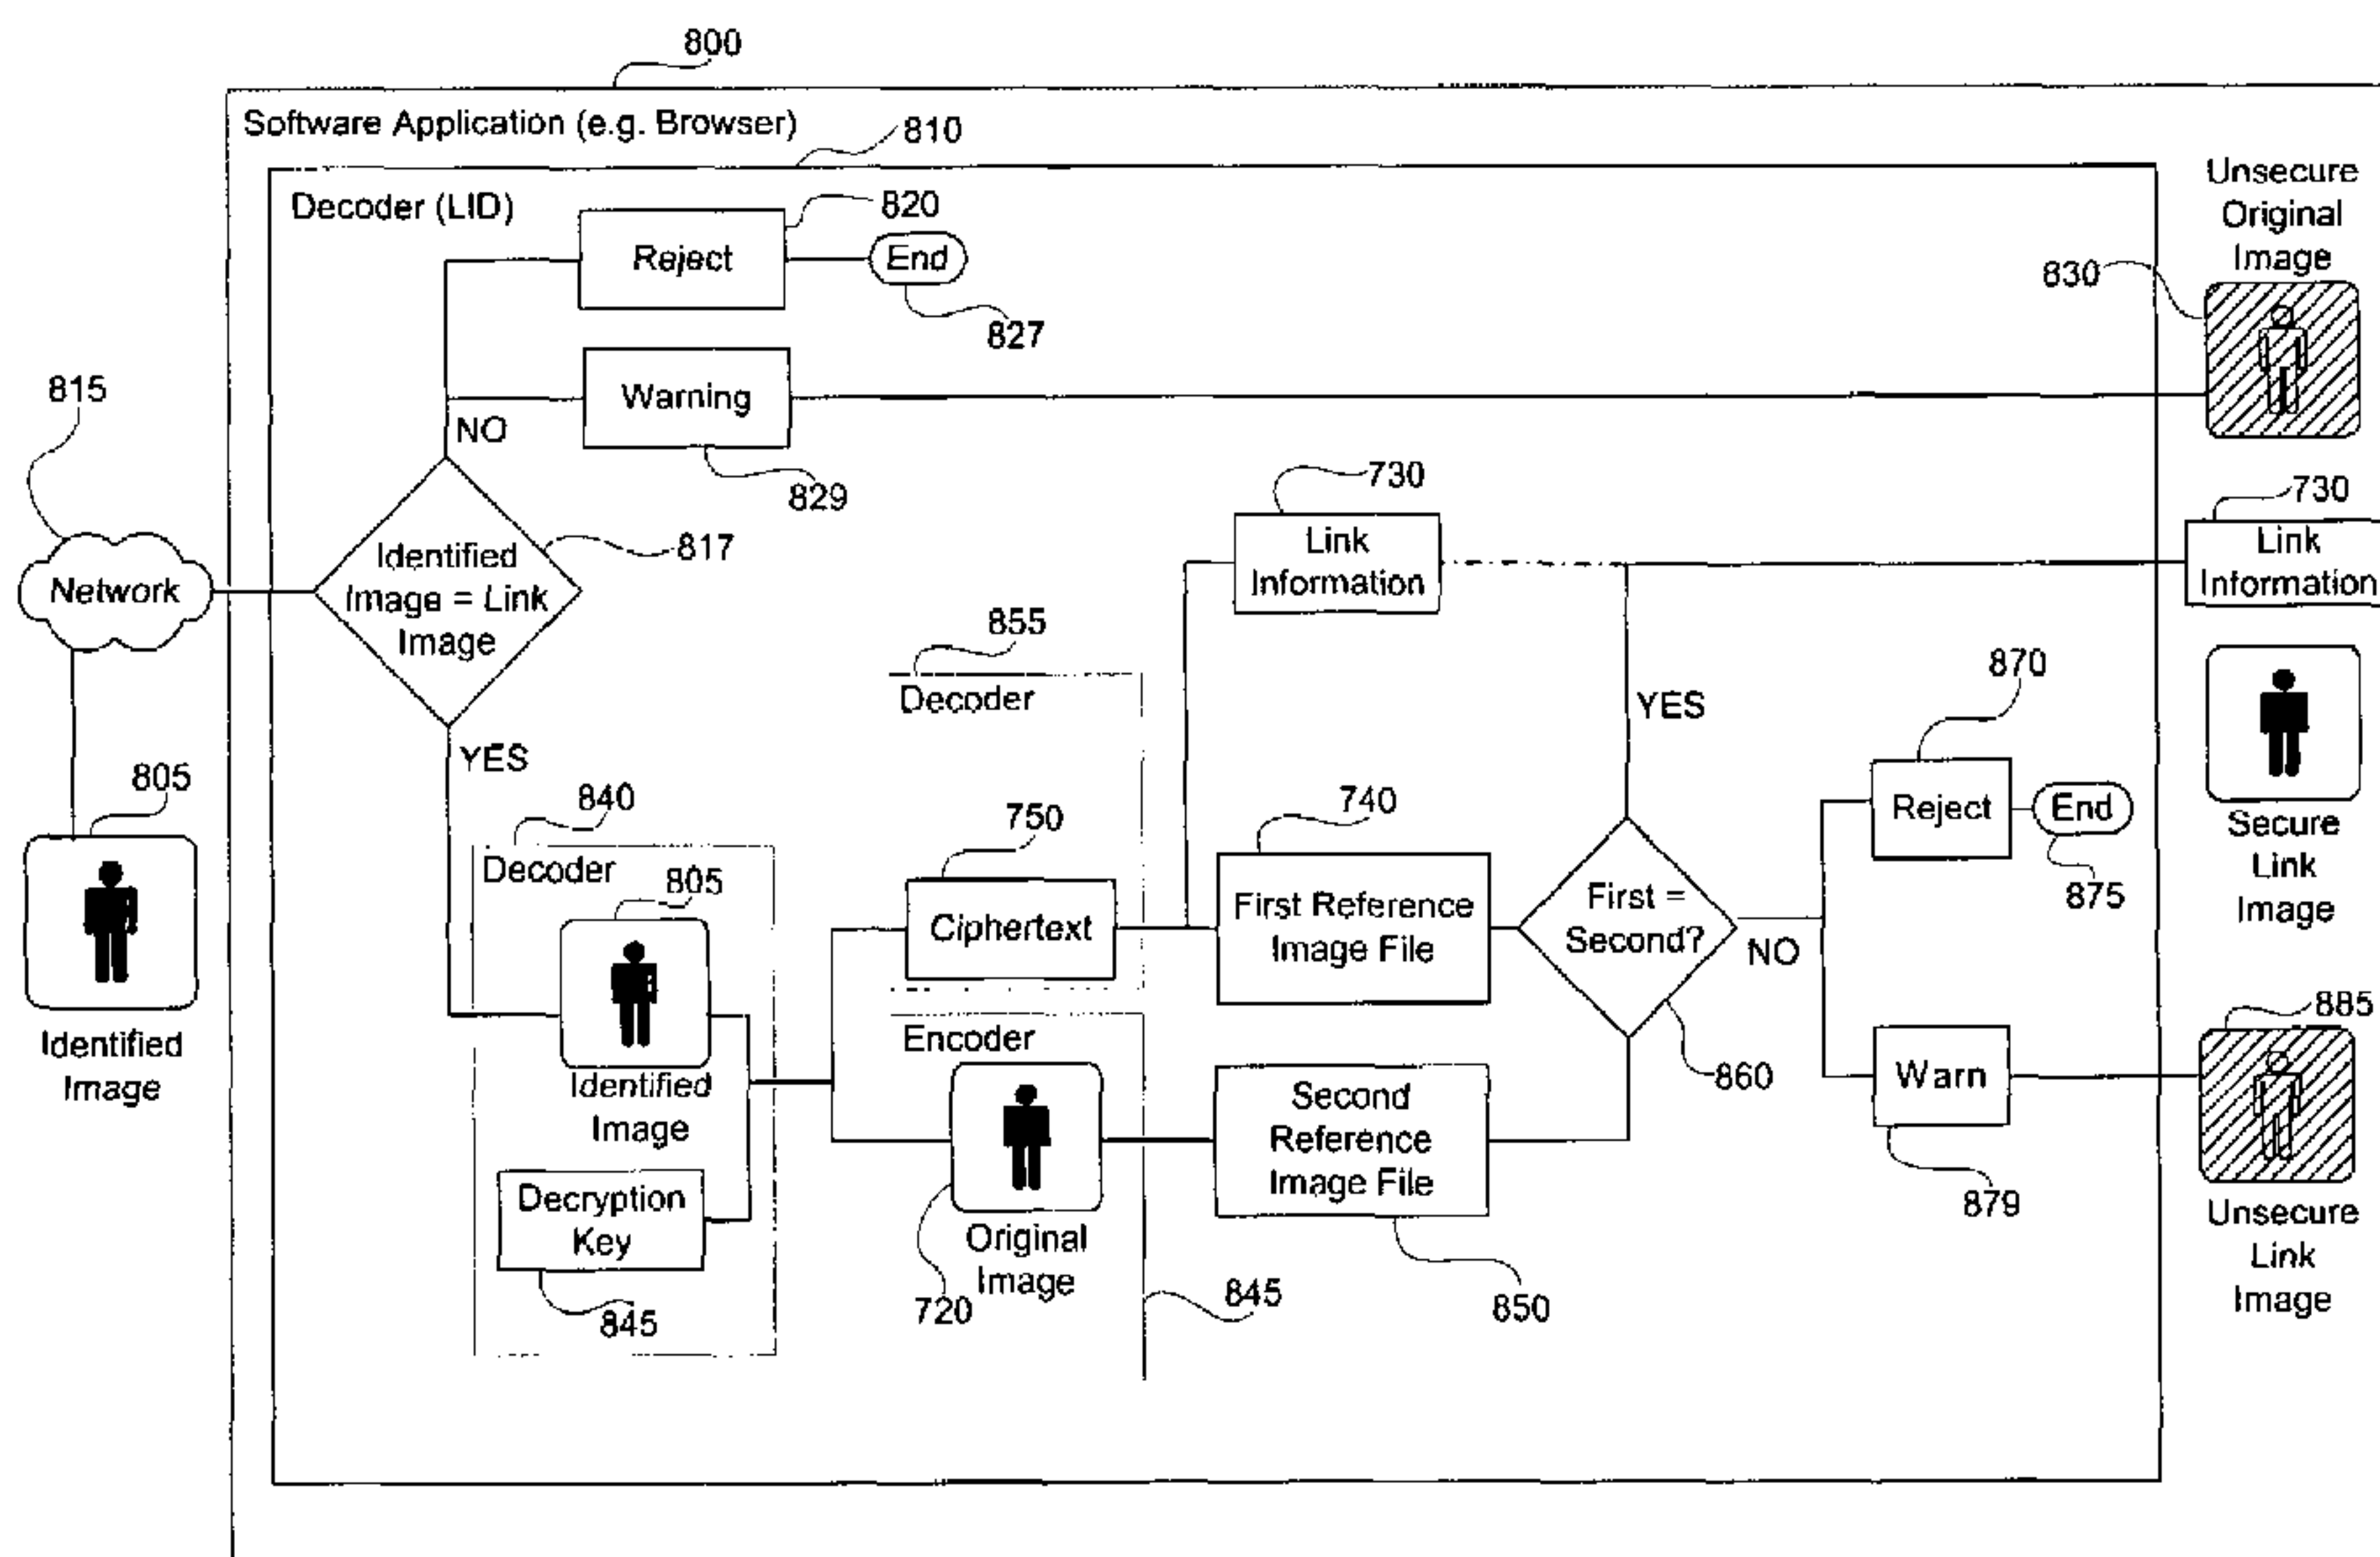 800
Software Application (e.g. Browser)
810
Decoder (LID)
820
Reject
End
827
Unsecure
Original
Image
830
815
Warning
NO
829
730
Link
Information
730
Link
Information
Network
Identified
Image = Link
Image
817
855
Decoder
YES
870
Secure
Link
Image
805
YES
840
Decoder
805
750
Ciphertext
740
First Reference
Image File
First =
Second?
NO
Reject
End
875
Identified
Image
Identified
Image
Encoder
Original
Image
720
845
Second
Reference
Image File
850
860
Warn
879
885
Unsecure
Link
Image
Decryption
Key
845